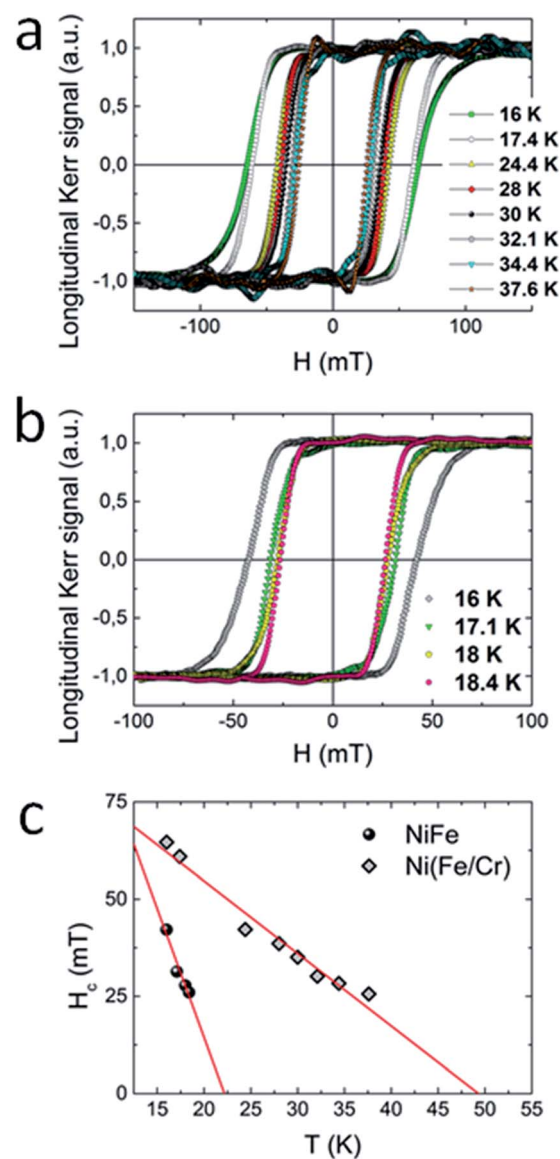 a
Longitudinal Kerr signal (a.u.)
1,0
0,5
0,0
-0,5
-1,0
16 K
17.4 K
24.4 K
28 K
30 K
32.1 K
34.4 K
37.6 K
-100 0 100
H (mT)
b
Longitudinal Kerr signal (a.u.)
1,0
0,5
0,0
-0,5
-1,0
16 K
17.1 K
18 K
18.4 K
-100 -50 0 50 100
H (mT)
c
Hc (mT)
75
50
25
0
NiFe
Ni(Fe/Cr)
15 20 25 30 35 40 45 50 55
T (K)